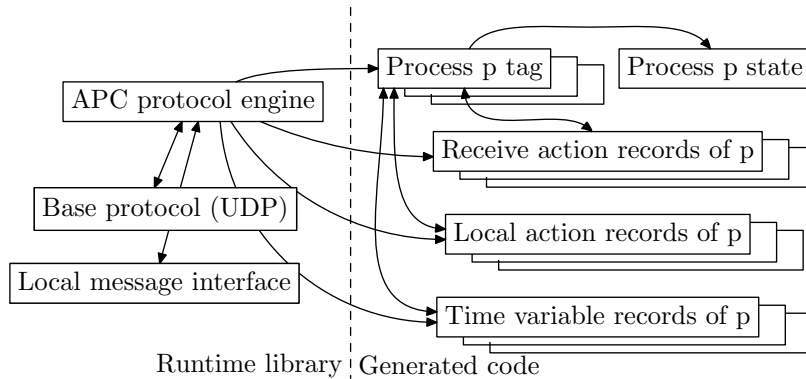 Process p tag
Process p state
APC protocol engine
Receive action records of p
Base protocol (UDP)
Local action records of p
Local message interface
Time variable records of p
Runtime library
Generated code